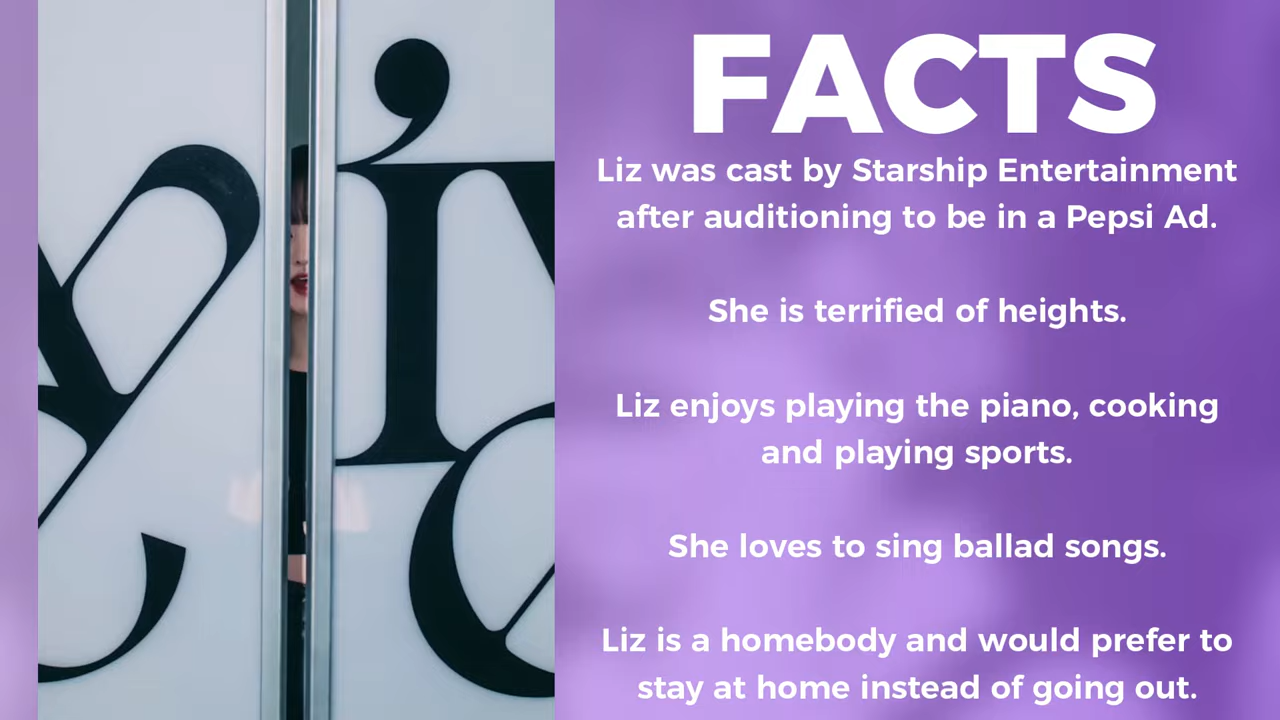 FACTS
Liz was cast by Starship Entertainment
after auditioning to be in a Pepsi Ad.
She is terrified of heights.
Liz enjoys playing the piano, cooking
and playing sports.
She loves to sing ballad songs.
Liz is a homebody and would prefer to
stay at home instead of going out.